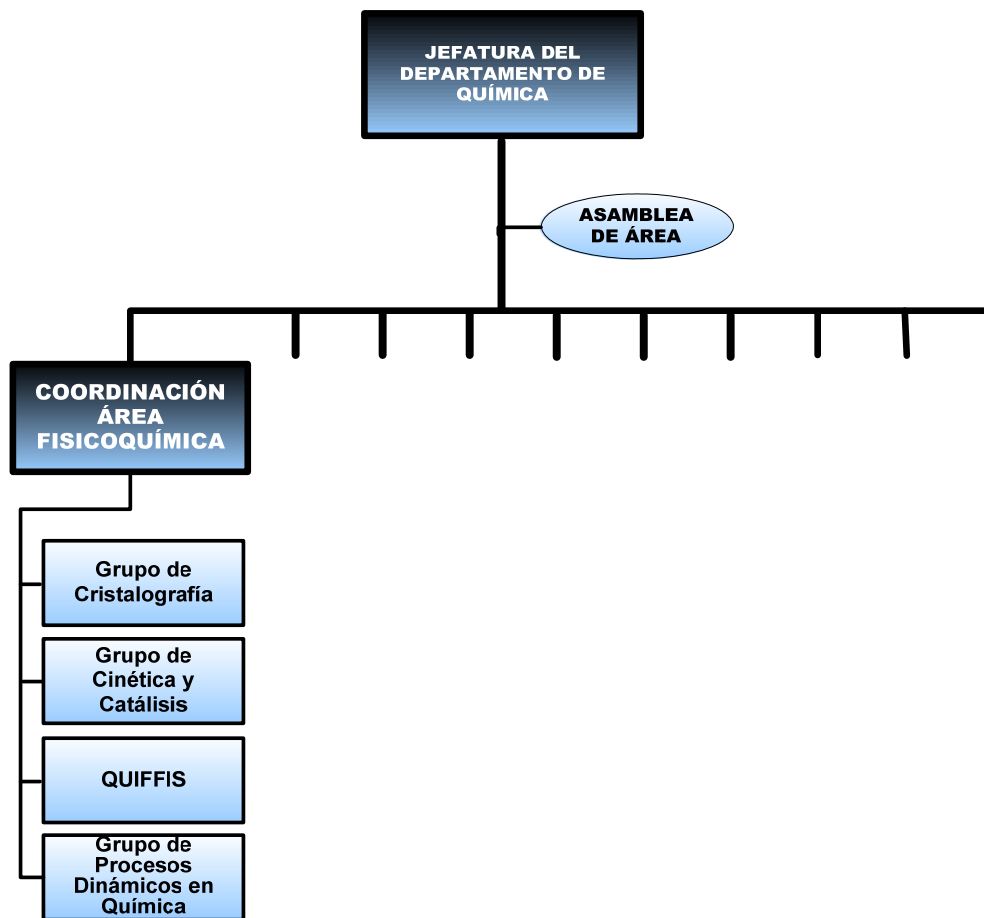 JEFATURA DEL
DEPARTAMENTO DE
QUÍMICA
ASAMBLEA
DE ÁREA
COORDINACIÓN
ÁREA
FISICOQUÍMICA
Grupo de
Cristalografía
Grupo de
Cinética y
Catálisis
QUIFFIS
Grupo de
Procesos
Dinámicos en
Química